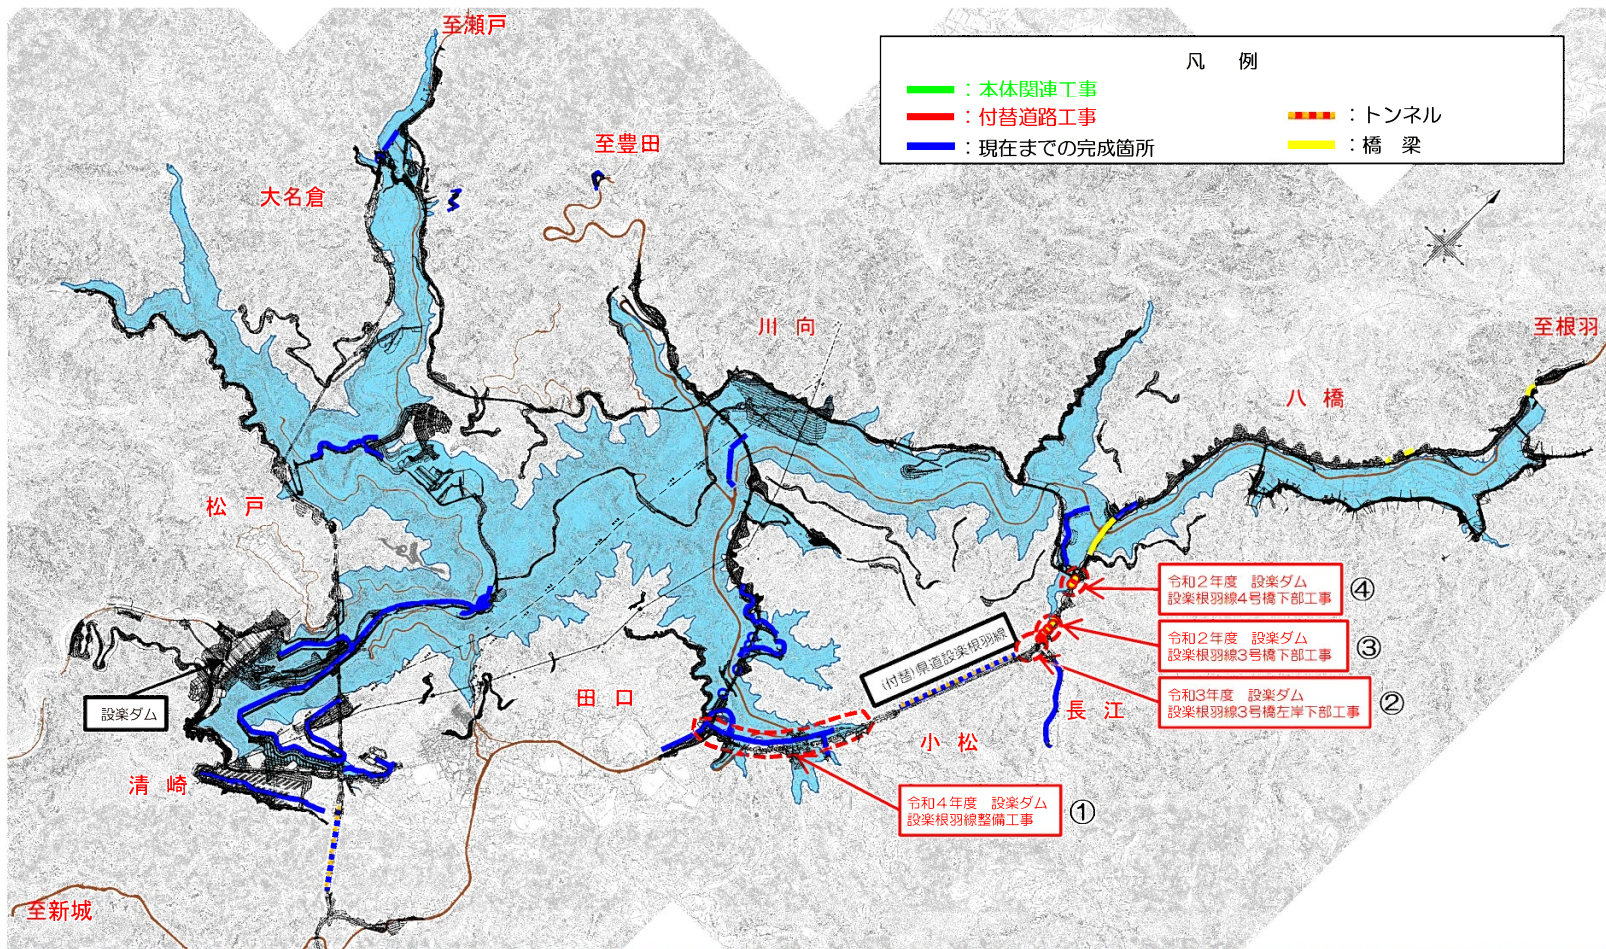 至瀬戸
凡 例
：本体関連工事
：付替道路工事
：トンネル
：現在までの完成箇所
：橋 梁
至豊田
大名倉
川 向
至根羽
八 橋
松 戸
令和2年度 設楽ダム
設楽根羽線4号橋下部工事
④
令和2年度 設楽ダム
設楽根羽線3号橋下部工事
③
(付替)県道設楽根羽線
令和3年度 設楽ダム
設楽根羽線3号橋左岸下部工事
②
設楽ダム
田 口
長 江
小 松
清 崎
令和4年度 設楽ダム
設楽根羽線整備工事
①
至新城